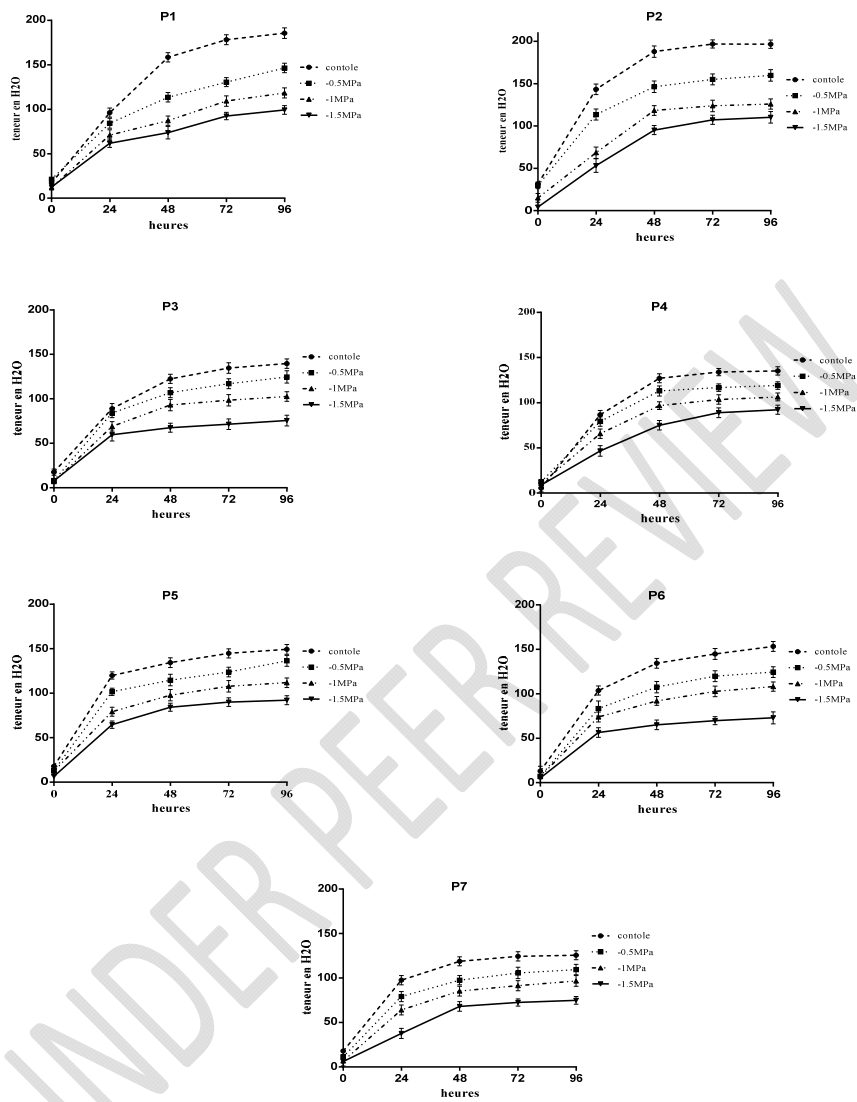 P1
200
150
100
50
0
teneur en H2O
0 24 48 72 96
heures
contole
-0.5MPa
-1MPa
-1.5MPa
P2
200
150
100
50
0
teneur en H2O
0 24 48 72 96
heures
contole
-0.5MPa
-1MPa
-1.5MPa
P3
200
150
100
50
0
teneur en H2O
0 24 48 72 96
heures
contole
-0.5MPa
-1MPa
-1.5MPa
P4
200
150
100
50
0
teneur en H2O
0 24 48 72 96
heures
contole
-0.5MPa
-1MPa
-1.5MPa
P5
200
150
100
50
0
teneur en H2O
0 24 48 72 96
heures
contole
-0.5MPa
-1MPa
-1.5MPa
P6
200
150
100
50
0
teneur en H2O
0 24 48 72 96
heures
contole
-0.5MPa
-1MPa
-1.5MPa
P7
200
150
100
50
0
teneur en H2O
0 24 48 72 96
heures
contole
-0.5MPa
-1MPa
-1.5MPa
UNDER PEER REVIEW